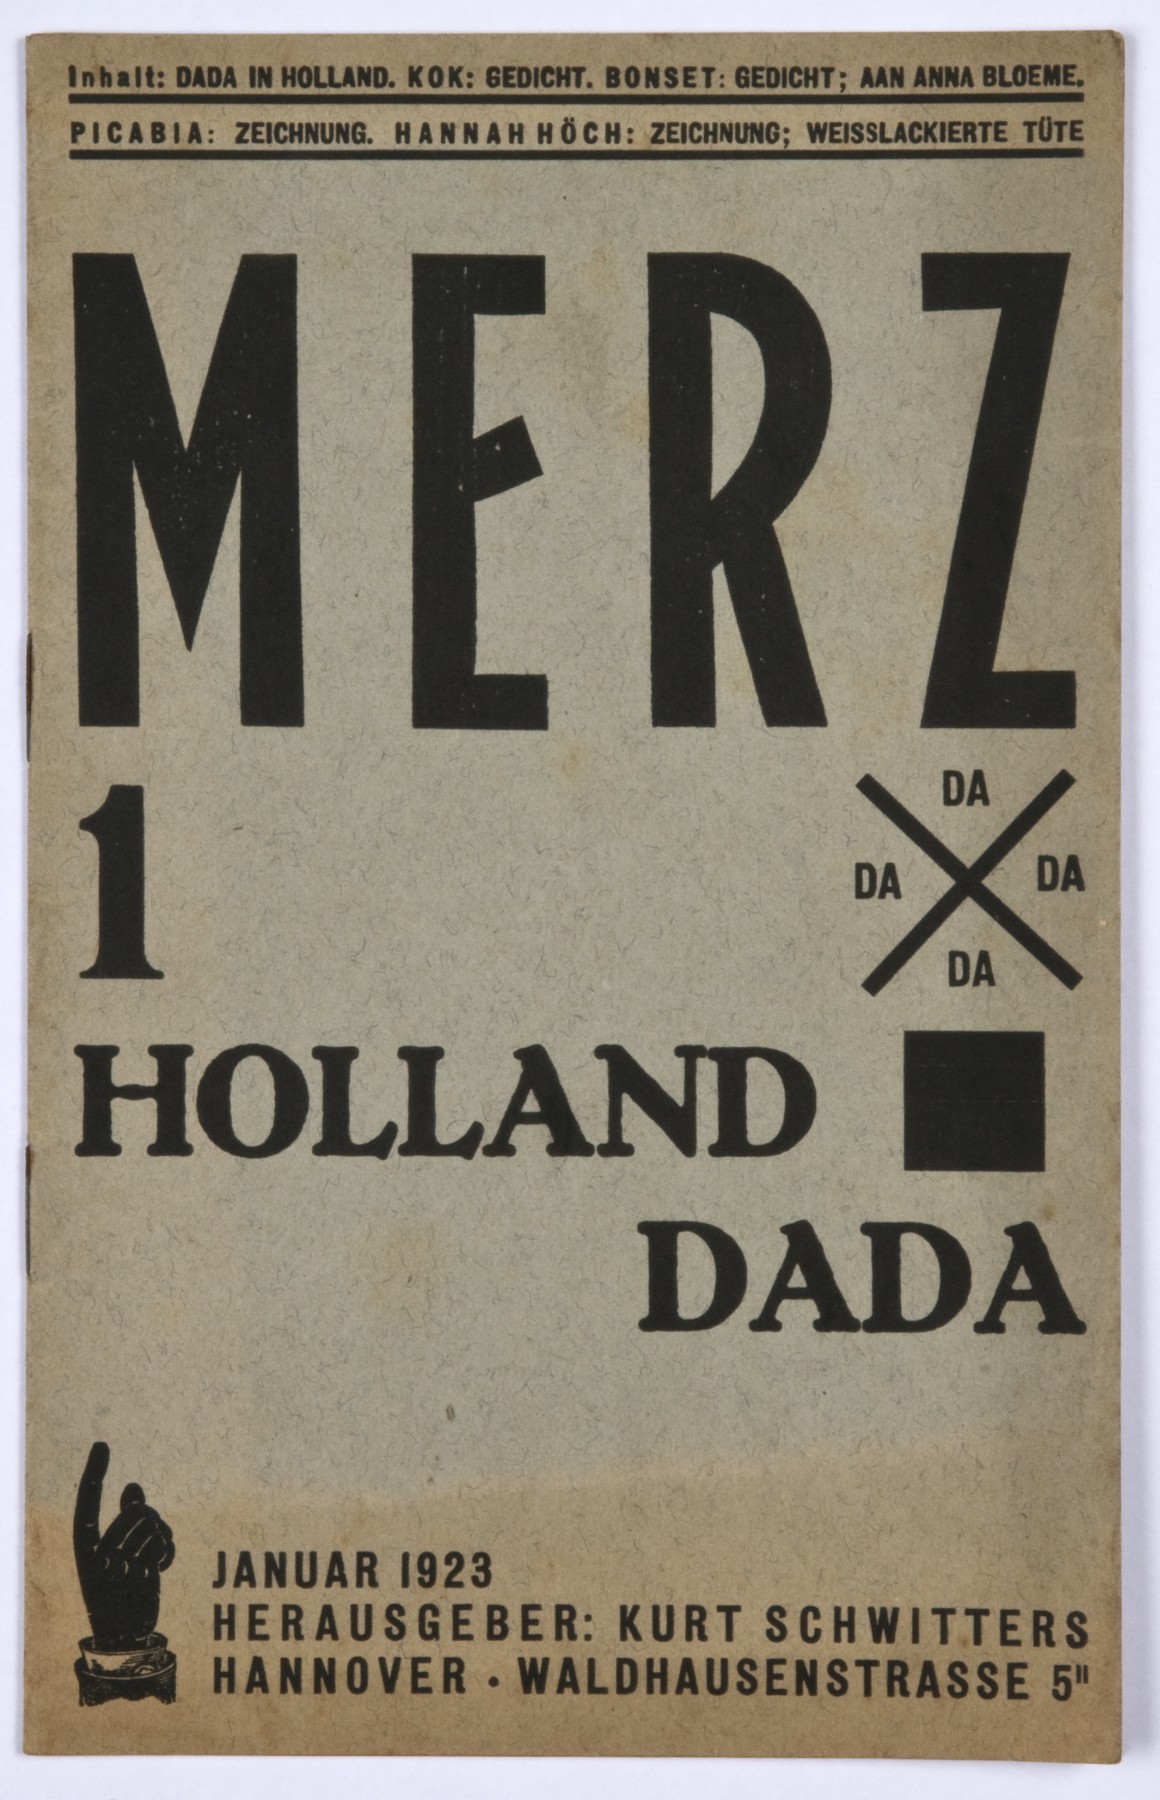 Inhalt: DADA IN HOLLAND. KOK: GEDICHT. BONSET: GEDICHT; AAN ANNA BLOEME.
PICABIA: ZEICHNUNG. HANNAH HÖCH: ZEICHNUNG; WEISSLACKIERTE TÜTE
MERZ
1
DA
DA DA
DA
HOLLAND
DADA
JANUAR 1923
HERAUSGEBER: KURT SCHWITTERS
HANNOVER • WALDHAUSENSTRASSE 5"